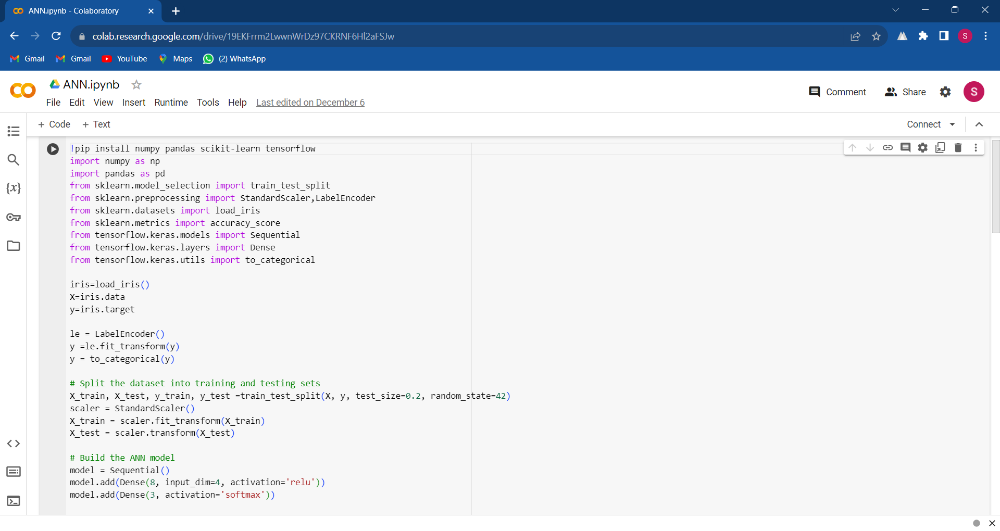 ANN.ipynb - Colaboratory
colab.research.google.com/drive/19EKFrrm2LwwnWrDz97CKRNF6Hl2aFSJw
S
Gmail Gmail YouTube Maps (2) WhatsApp
ANN.ipynb
Comment Share S
File Edit View Insert Runtime Tools Help Last edited on December 6
+ Code + Text Connect
{x}
!pip install numpy pandas scikit-learn tensorflow
import numpy as np
import pandas as pd
from sklearn.model_selection import train_test_split
from sklearn.preprocessing import StandardScaler,LabelEncoder
from sklearn.datasets import load_iris
from sklearn.metrics import accuracy_score
from tensorflow.keras.models import Sequential
from tensorflow.keras.layers import Dense
from tensorflow.keras.utils import to_categorical
iris=load_iris()
X=iris.data
y=iris.target
le = LabelEncoder()
y =le.fit_transform(y)
y = to_categorical(y)
# Split the dataset into training and testing sets
X_train, X_test, y_train, y_test =train_test_split(X, y, test_size=0.2, random_state=42)
scaler = StandardScaler()
X_train = scaler.fit_transform(X_train)
X_test = scaler.transform(X_test)
# Build the ANN model
model = Sequential()
model.add(Dense(8, input_dim=4, activation='relu'))
model.add(Dense(3, activation='softmax'))